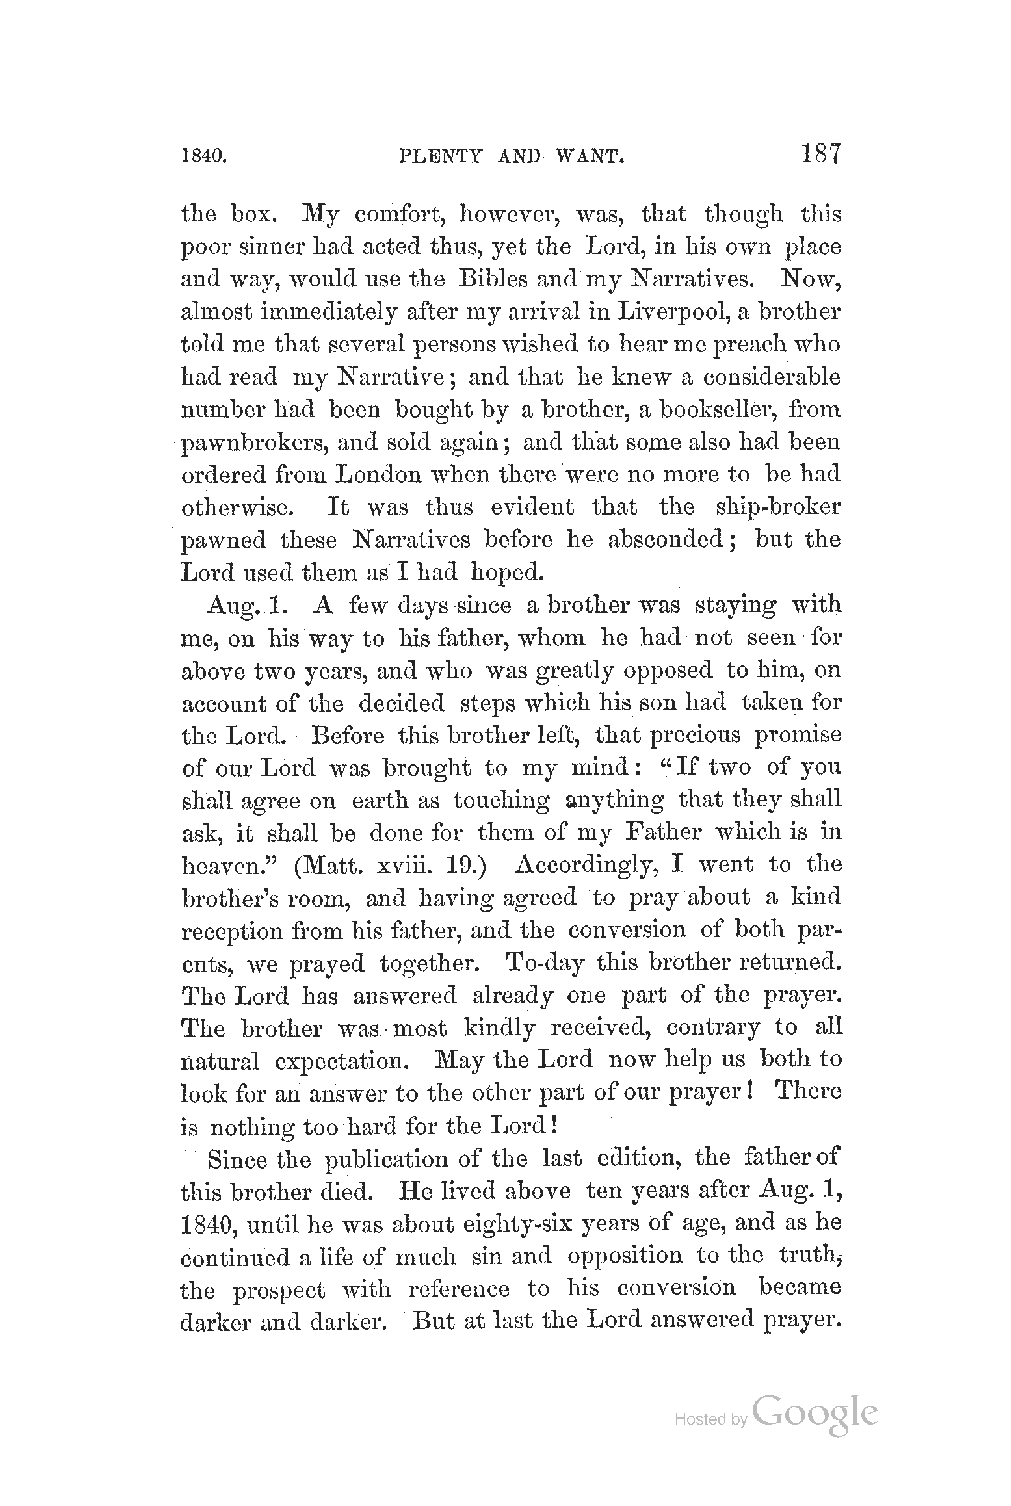 1840. PLENTY AND WANT. 187
the box. My comfort, however, was, that though this
poor sinner had acted thus, yet the Lord, in his own place
and way, would use the Bibles and my Narratives. Now,
almost immediately after my arrival in Liverpool, a brother
told me that several persons wished to hear me preach who
had read my Narrative; and that he knew a considerable
number had been bought by a brother, a bookseller, from
pawnbrokers, and sold again; and that some also had been
ordered from London when there were no more to be had
otherwise. It was thus evident that the ship-broker
pawned these Narratives before he absconded; but the
Lord used them as I had hoped.
Aug. 1. A few days since a brother was staying with
me, on his way to his father, whom he had not seen for
above two years, and who was greatly opposed to him, on
account of the decided steps which his son had taken for
the Lord. Before this brother left, that precious promise
of our Lord was brought to my mind: "If two of you
shall agree on earth as touching anything that they shall
ask, it shall be done for them of my Father which is in
heaven." (Matt. xviii. 19.) Accordingly, I went to the
brother's room, and having agreed to pray about a kind
reception from his father, and the conversion of both par-
ents, we prayed together. To-day this brother returned.
The Lord has answered already one part of the prayer.
The brother was most kindly received, contrary to all
natural expectation. May the Lord now help us both to
look for an answer to the other part of our prayer! There
is nothing too hard for the Lord!
Since the publication of the last edition, the father of
this brother died. He lived above ten years after Aug. 1,
1840, until he was about eighty-six years of age, and as he
continued a life of much sin and opposition to the truth,
the prospect with reference to his conversion became
darker and darker. But at last the Lord answered prayer.
Hosted by Google